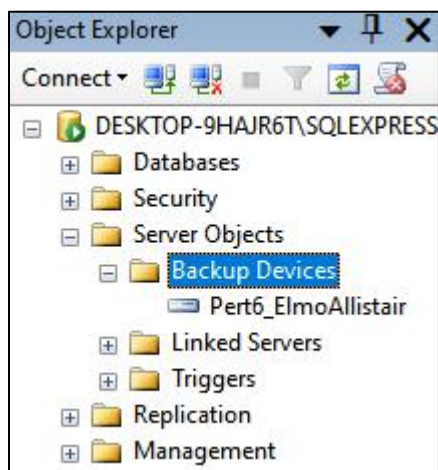 Object Explorer
Connect
DESKTOP-9HAJR6T\SQLEXPRESS
Databases
Security
Server Objects
Backup Devices
Pert6_ElmoAllistair
Linked Servers
Triggers
Replication
Management